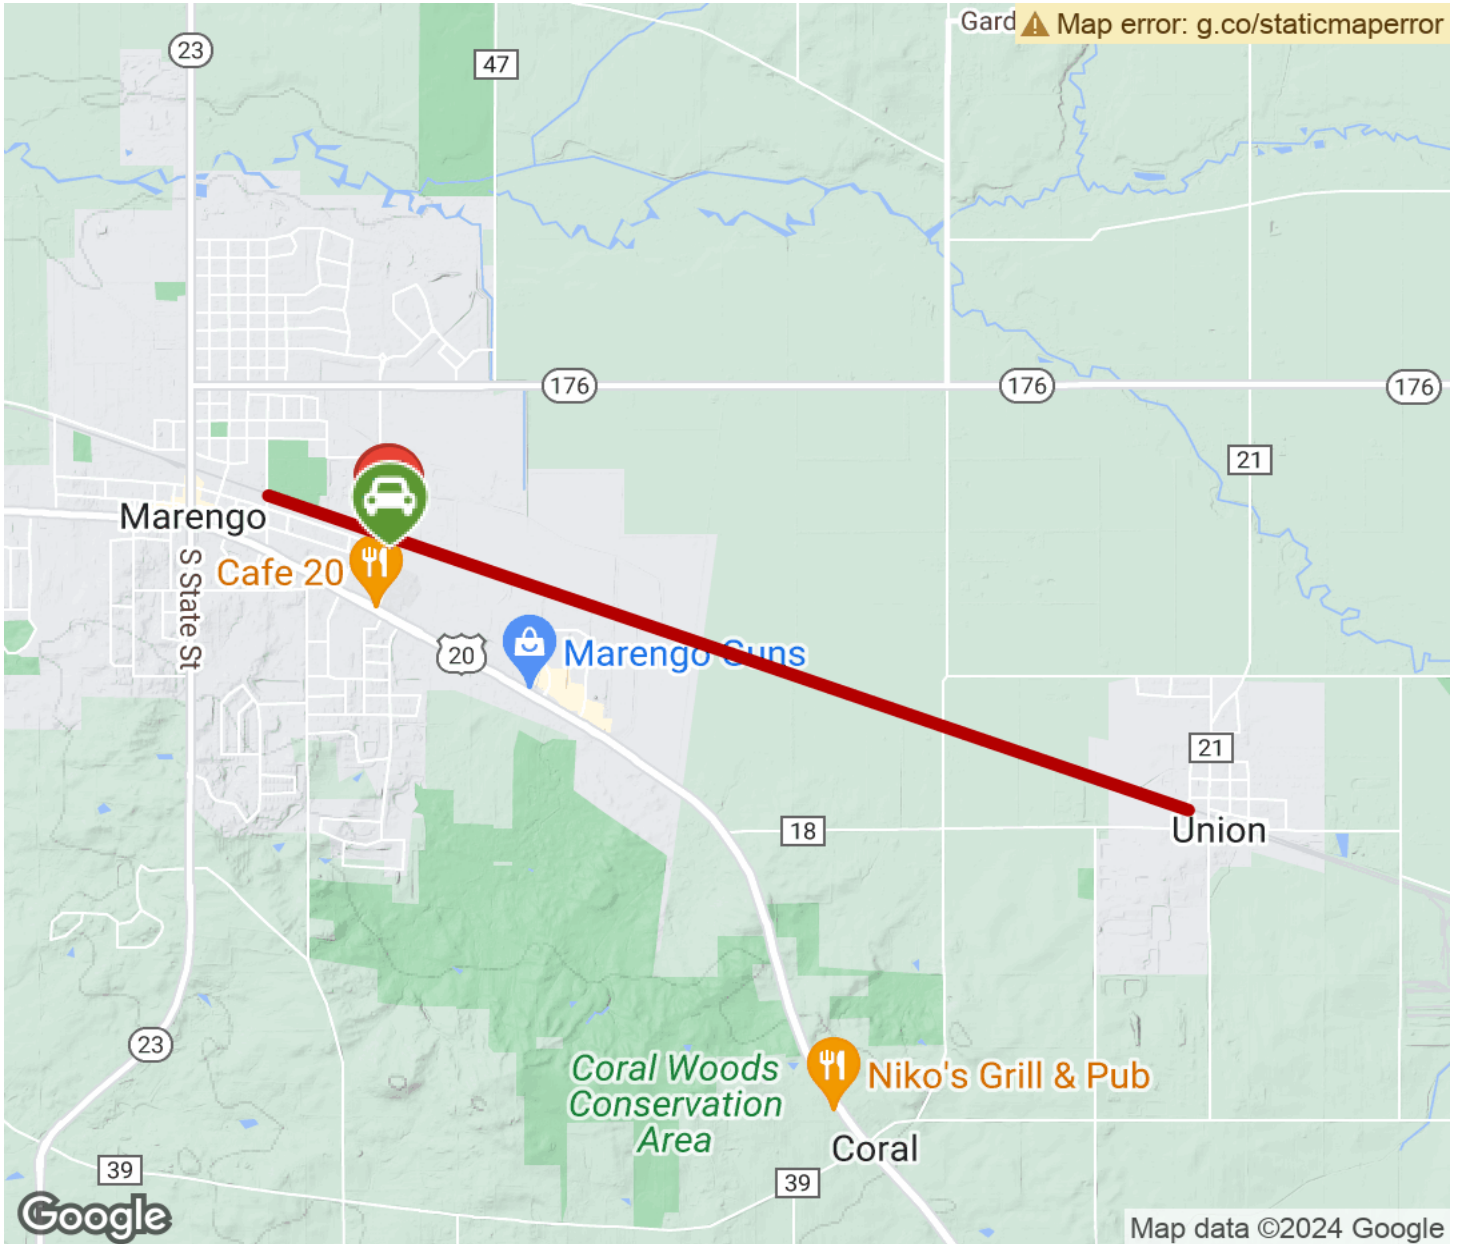 Gard
Map error: g.co/staticmaperror
23
47
176
176
176
21
Marengo
S State St
Cafe 20
20
Marengo Guns
21
18
Union
23
Coral Woods
Conservation
Area
Niko's Grill & Pub
Coral
39
39
Google
Map data ©2024 Google